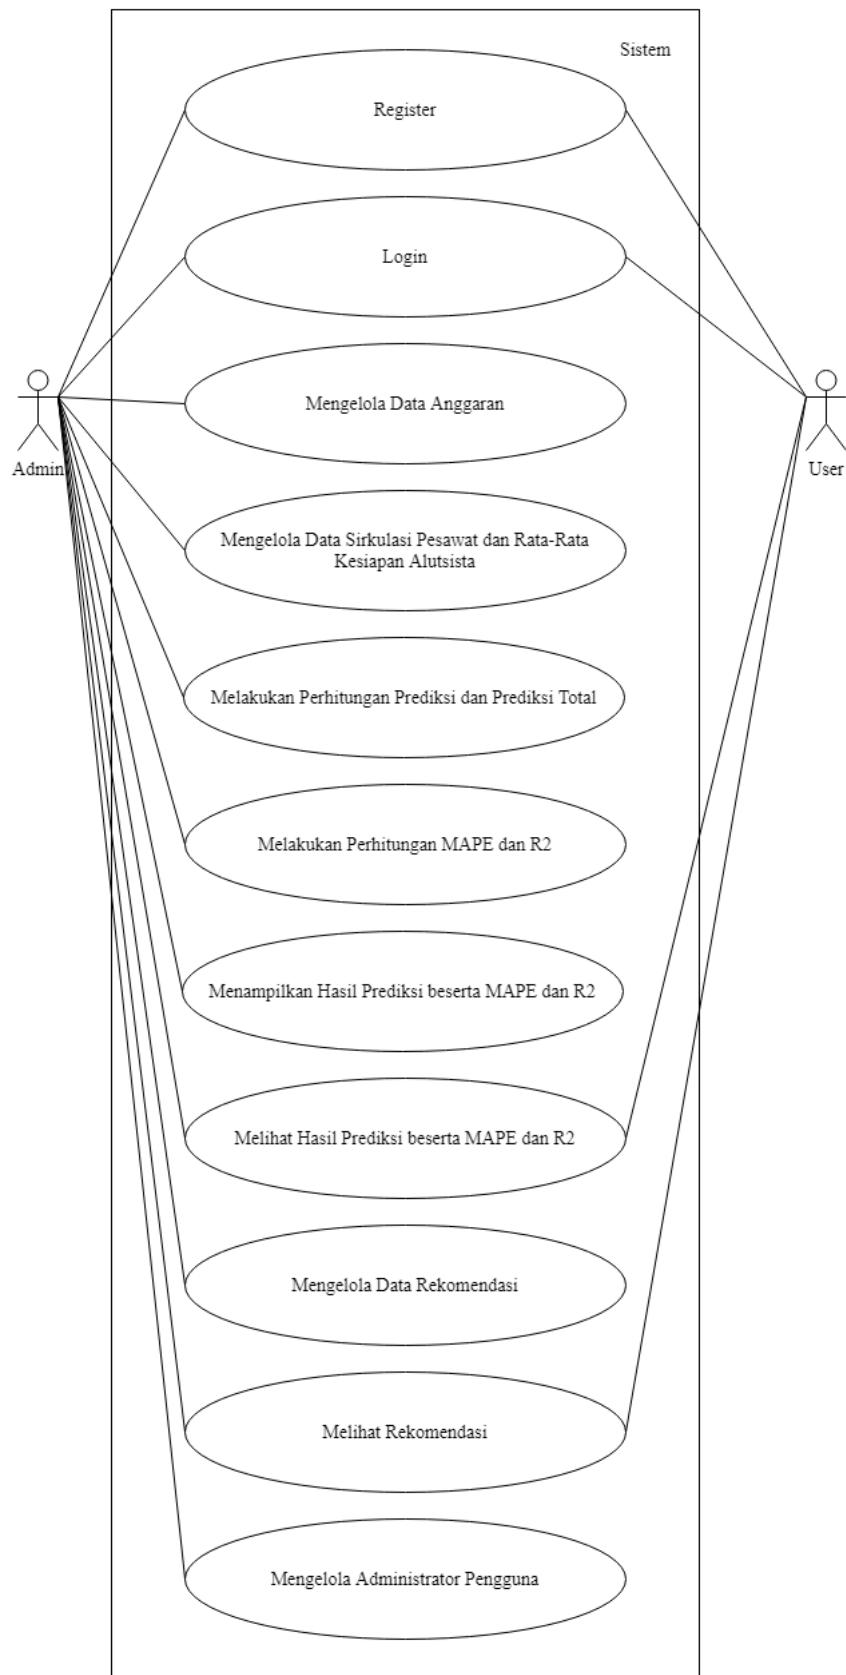 Sistem
Register
Login
Mengelola Data Anggaran
Admin
User
Mengelola Data Sirkulasi Pesawat dan Rata-Rata
Kesiapan Alutsista
Melakukan Perhitungan Prediksi dan Prediksi Total
Melakukan Perhitungan MAPE dan R2
Menampilkan Hasil Prediksi beserta MAPE dan R2
Melihat Hasil Prediksi beserta MAPE dan R2
Mengelola Data Rekomendasi
Melihat Rekomendasi
Mengelola Administrator Pengguna